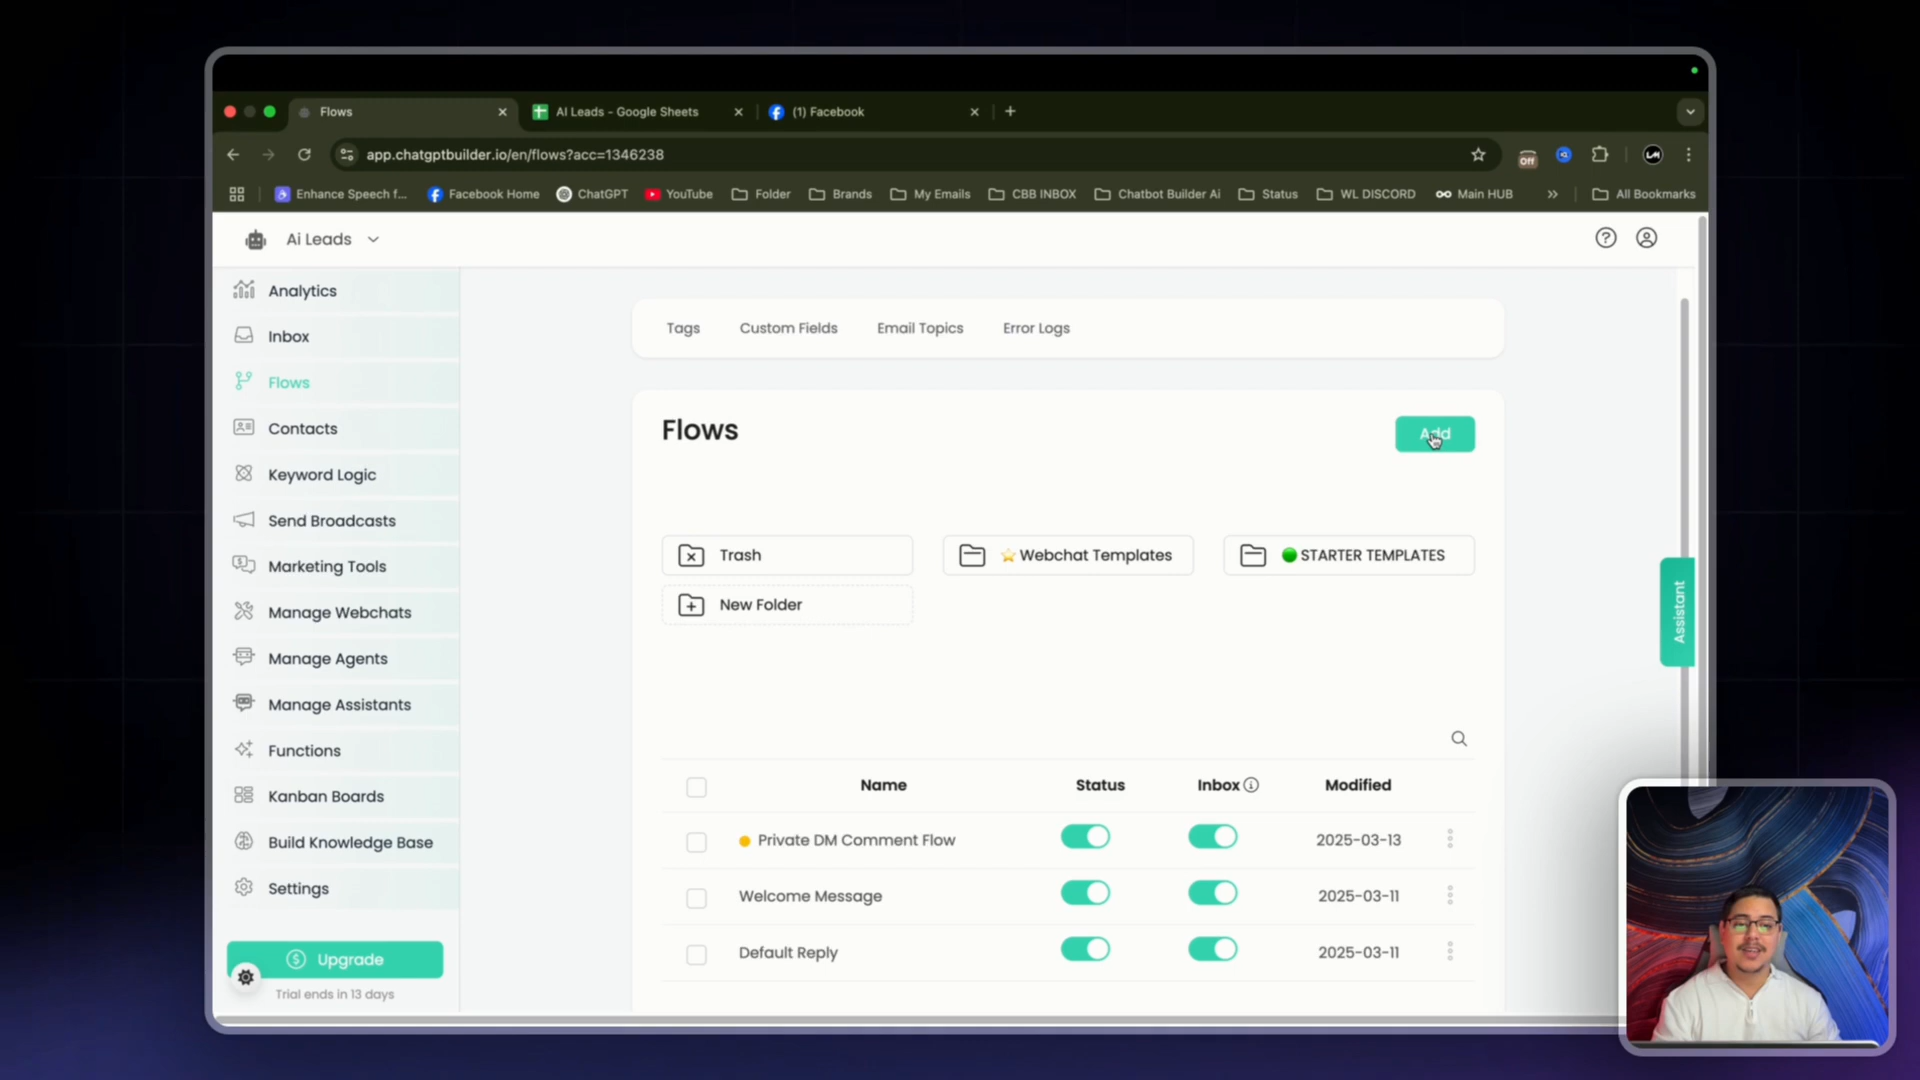 Flows
AI Leads - Google Sheets
(1) Facebook
app.chatgptbuilder.io/en/flows?acc=1346238
Off
LM
Enhance Speech f...
Facebook Home
ChatGPT
YouTube
Folder
Brands
My Emails
CBB INBOX
Chatbot Builder Ai
Status
WL DISCORD
Main HUB
»
All Bookmarks
Ai Leads
Analytics
Inbox
Flows
Contacts
Keyword Logic
Send Broadcasts
Marketing Tools
Manage Webchats
Manage Agents
Manage Assistants
Functions
Kanban Boards
Build Knowledge Base
Settings
Upgrade
Trial ends in 13 days
Tags Custom Fields Email Topics Error Logs
Flows
Add
Trash
⭐Webchat Templates
🟢STARTER TEMPLATES
New Folder
Assistant
Name Status Inbox Modified
Private DM Comment Flow 2025-03-13
Welcome Message 2025-03-11
Default Reply 2025-03-11